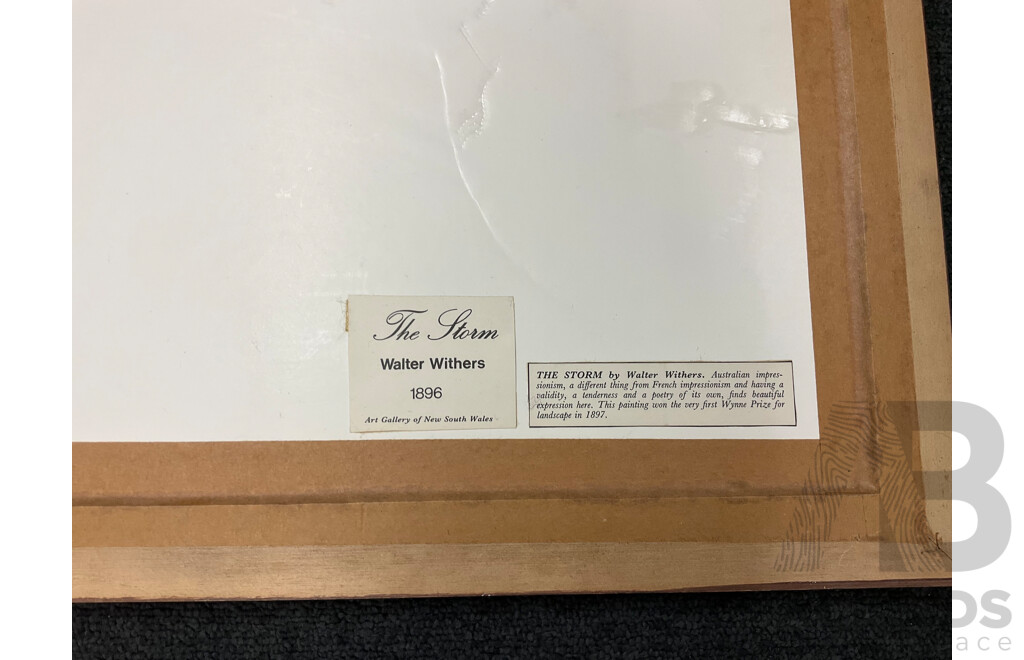 The Storm
Walter Withers
1896
Art Gallery of New South Wales
THE STORM by Walter Withers. Australian impres-
sionism, a different thing from French impressionism and having a
validity, a tenderness and a poetry of its own, finds beautiful
expression here. This painting won the very first Wynne Prize for
landscape in 1897.
B